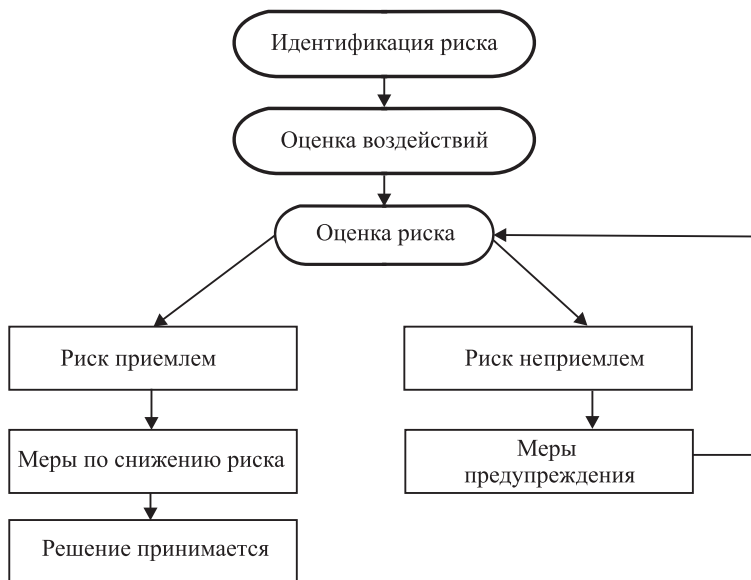 Идентификация риска
Оценка воздействий
Оценка риска
Риск приемлем
Риск неприемлем
Меры по снижению риска
Меры
предупреждения
Решение принимается